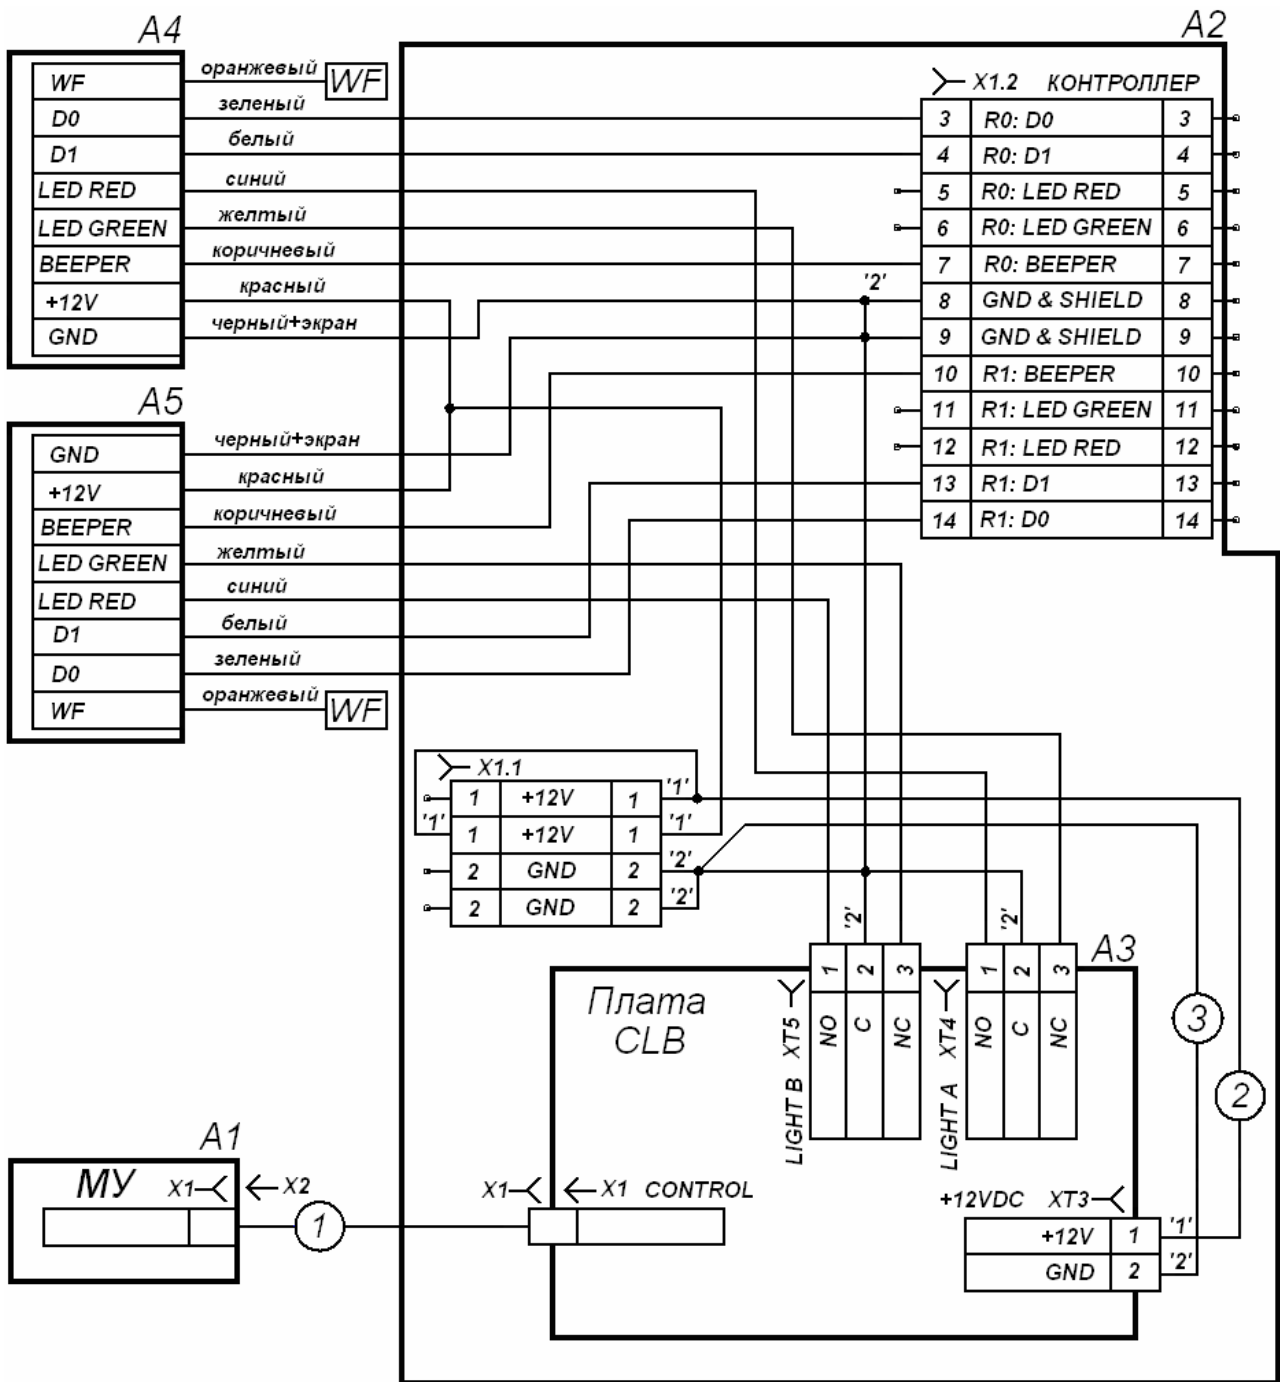 A4
WF оранжевый WF
D0 зеленый
D1 белый
LED RED синий
LED GREEN желтый
BEEPER коричневый
+12V красный
GND черный+экран
A5
GND черный+экран
+12V красный
BEEPER коричневый
LED GREEN желтый
LED RED синий
D1 белый
D0 зеленый
WF оранжевый WF
A2
X1.2 КОНТРОЛЛЕР
3 R0: D0 3
4 R0: D1 4
5 R0: LED RED 5
6 R0: LED GREEN 6
7 R0: BEEPER 7
'2'
8 GND & SHIELD 8
9 GND & SHIELD 9
10 R1: BEEPER 10
11 R1: LED GREEN 11
12 R1: LED RED 12
13 R1: D1 13
14 R1: D0 14
X1.1
1 +12V 1 '1'
'1' 1 +12V 1 '1'
2 GND 2 '2'
2 GND 2 '2'
'2'
'2'
A3
Плата
CLB
LIGHT B XT5
1 NO
2 C
3 NC
LIGHT A XT4
1 NO
2 C
3 NC
3
2
A1
МУ X1 X2
1
X1 X1 CONTROL
+12VDC XT3
+12V 1 '1'
GND 2 '2'